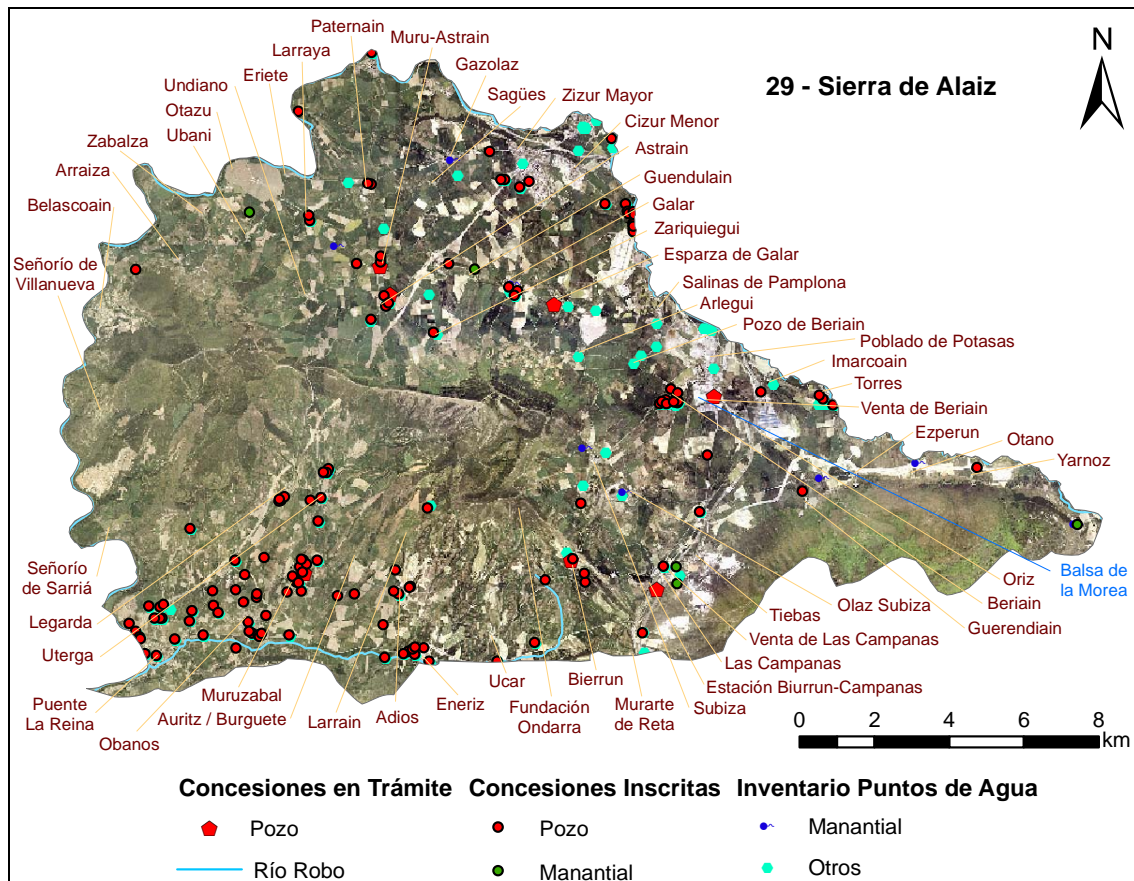 29 - Sierra de Alaiz
N
Paternain
Muru-Astrain
Larraya
Gazolaz
Eriete
Sagües
Undiano
Zizur Mayor
Otazu
Cizur Menor
Ubani
Astrain
Zabalza
Guendulain
Arraiza
Galar
Belascoain
Zariquiegui
Esparza de Galar
Señorío de
Villanueva
Salinas de Pamplona
Arlegui
Pozo de Beriain
Poblado de Potasas
Imarcoain
Torres
Venta de Beriain
Ezperun
Otano
Yarnoz
Señorío
de Sarriá
Oriz
Balsa de
la Morea
Beriain
Legarda
Tiebas
Olaz Subiza
Guerendiain
Uterga
Venta de Las Campanas
Las Campanas
Puente
La Reina
Muruzabal
Eneriz
Ucar
Bierrun
Estación Biurrun-Campanas
Auritz / Burguete
Larrain
Adios
Fundación
Ondarra
Murarte
de Reta
Subiza
Obanos
0 2 4 6 8
km
Concesiones en Trámite
Concesiones Inscritas
Inventario Puntos de Agua
Pozo
Pozo
Manantial
Río Robo
Manantial
Otros